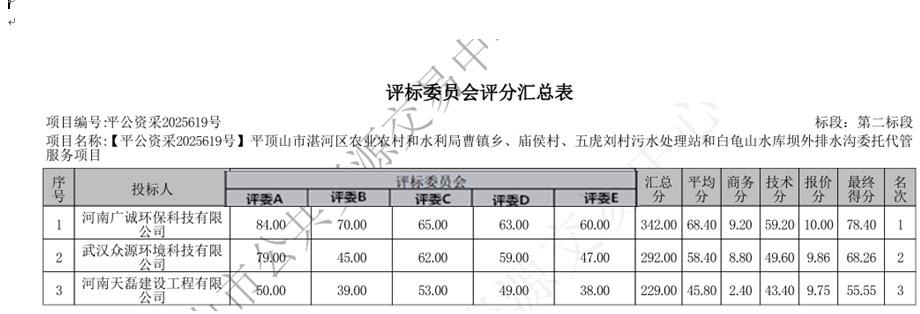 评标委员会评分汇总表
项目编号:平公资采2025619号 标段：第二标段
项目名称:【平公资采2025619号】平顶山市湛河区农业农村和水利局曹镇乡、庙侯村、五虎刘村污水处理站和白龟山水库坝外排水沟委托代管
服务项目
序号 投标人 评标委员会 汇总分 平均分 商务分 技术分 报价分 最终得分 名次
评委A 评委B 评委C 评委D 评委E
1 河南广诚环保科技有限公司 84.00 70.00 65.00 63.00 60.00 342.00 68.40 9.20 59.20 10.00 78.40 1
2 武汉众源环境科技有限公司 79.00 45.00 62.00 59.00 47.00 292.00 58.40 8.80 49.60 9.86 68.26 2
3 河南天磊建设工程有限公司 50.00 39.00 53.00 49.00 38.00 229.00 45.80 2.40 43.40 9.75 55.55 3